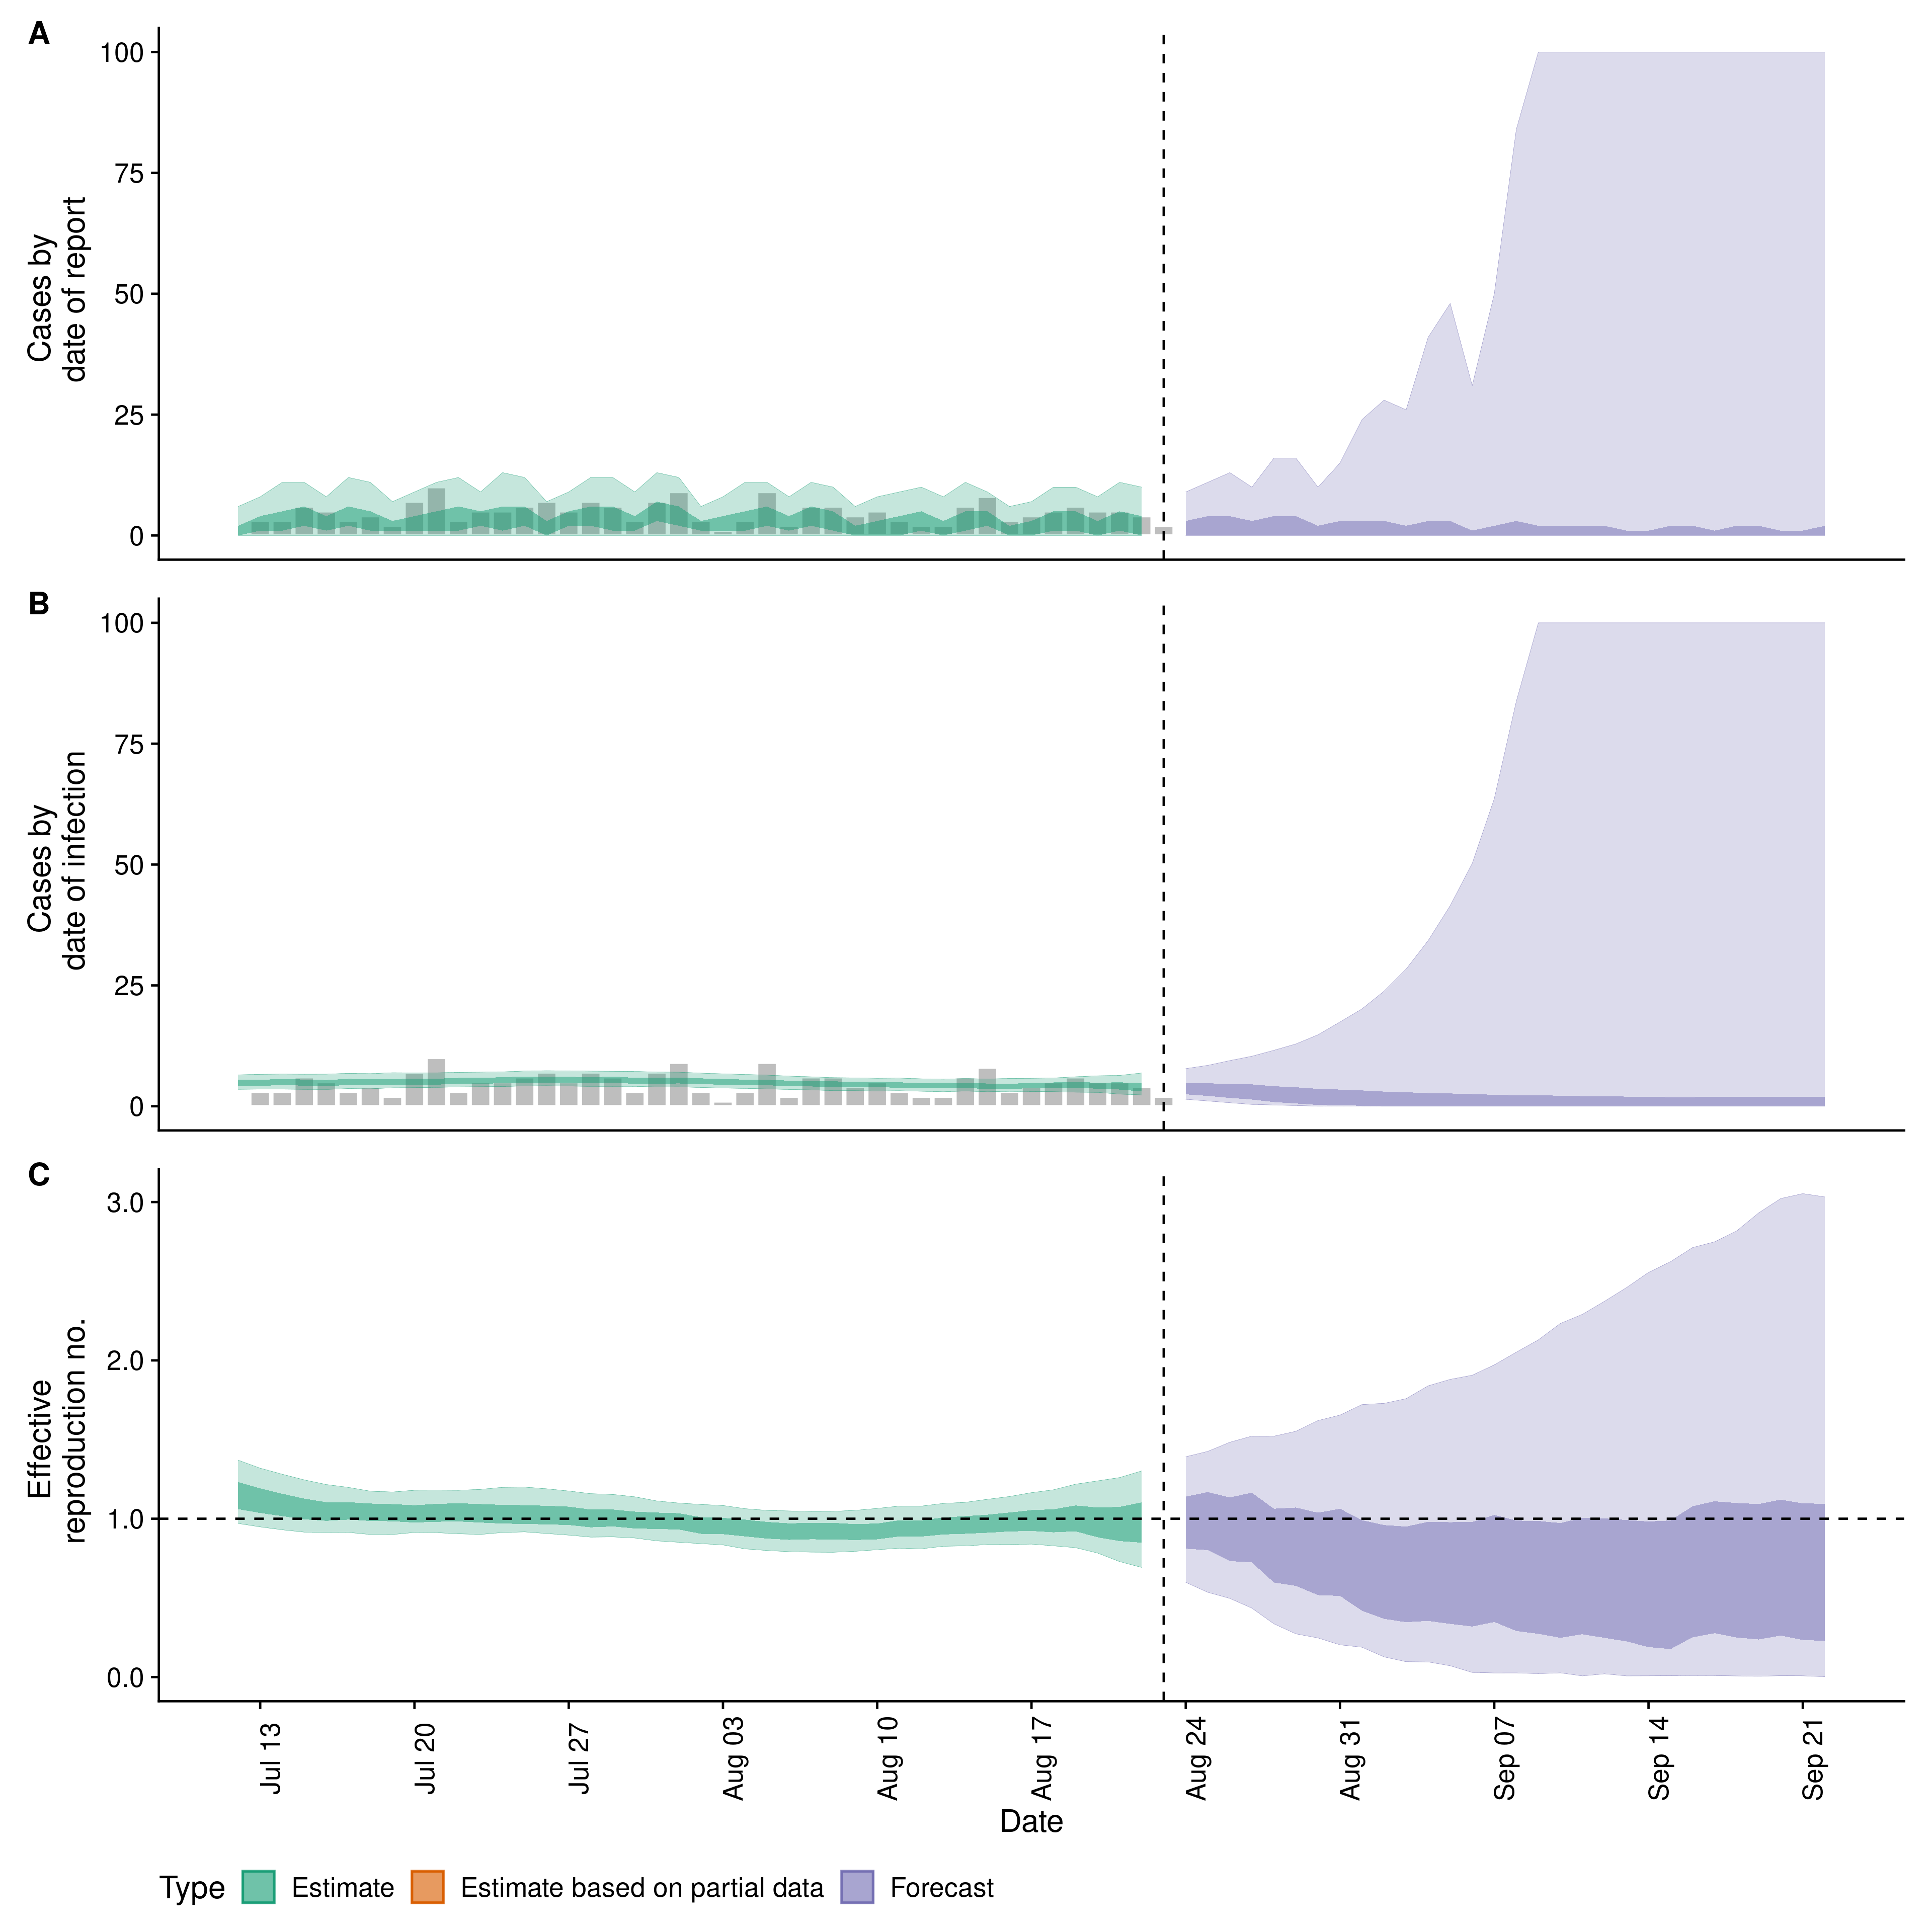 A
100
75
50
25
0
Cases by
date of report
B
100
75
50
25
0
Cases by
date of infection
C
3.0
2.0
1.0
0.0
Effective
reproduction no.
Jul 13
Jul 20
Jul 27
Aug 03
Aug 10
Aug 17
Aug 24
Aug 31
Sep 07
Sep 14
Sep 21
Date
Type Estimate Estimate based on partial data Forecast